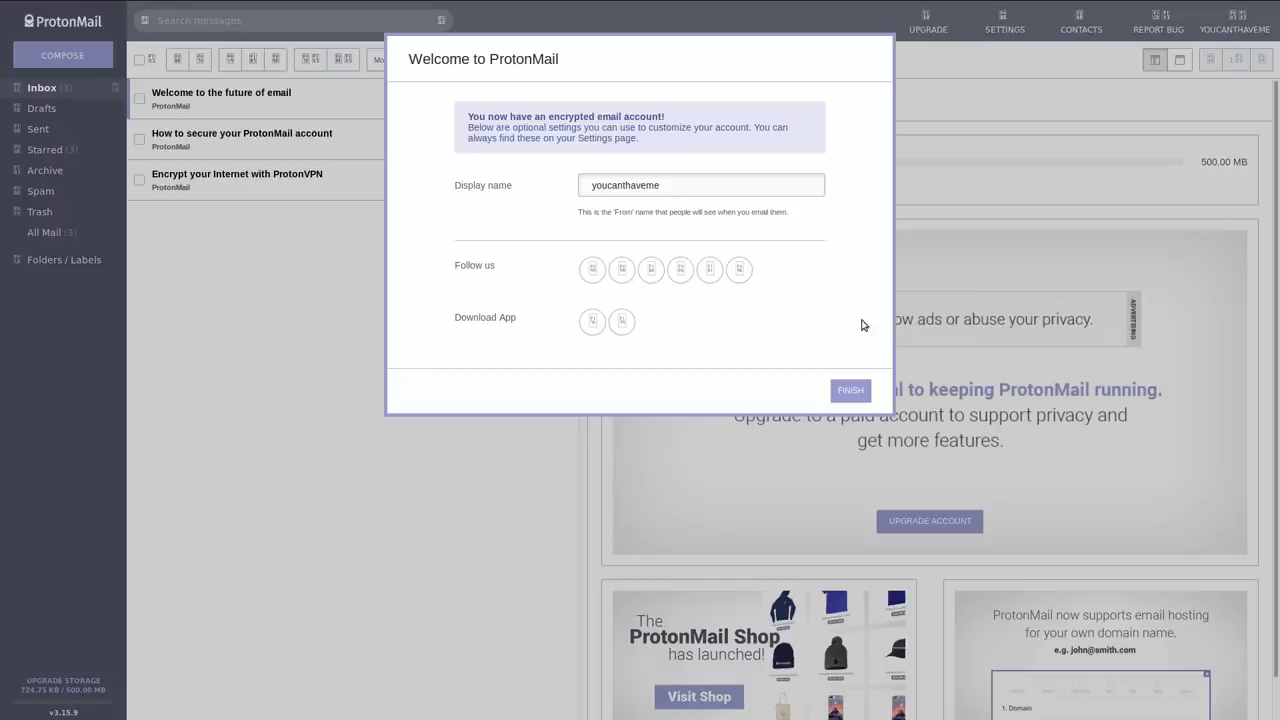 ProtonMail
Search messages
UPGRADE
SETTINGS
CONTACTS
REPORT BUG
YOUCANTHAVEME
COMPOSE
Mo
Inbox (3)
Drafts
Sent
Starred (3)
Archive
Spam
Trash
All Mail (3)
Folders / Labels
UPGRADE STORAGE
724.75 KB / 500.00 MB
v3.15.9
Welcome to the future of email
ProtonMail
How to secure your ProtonMail account
ProtonMail
Encrypt your Internet with ProtonVPN
ProtonMail
Welcome to ProtonMail
You now have an encrypted email account!
Below are optional settings you can use to customize your account. You can
always find these on your Settings page.
Display name
youcanthaveme
This is the 'From' name that people will see when you email them.
Follow us
Download App
FINISH
500.00 MB
ow ads or abuse your privacy.
ADVERTISING
l to keeping ProtonMail running.
Upgrade to a paid account to support privacy and
get more features.
UPGRADE ACCOUNT
The
ProtonMail Shop
has launched!
Visit Shop
ProtonMail now supports email hosting
for your own domain name.
e.g. john@smith.com
1. Domain